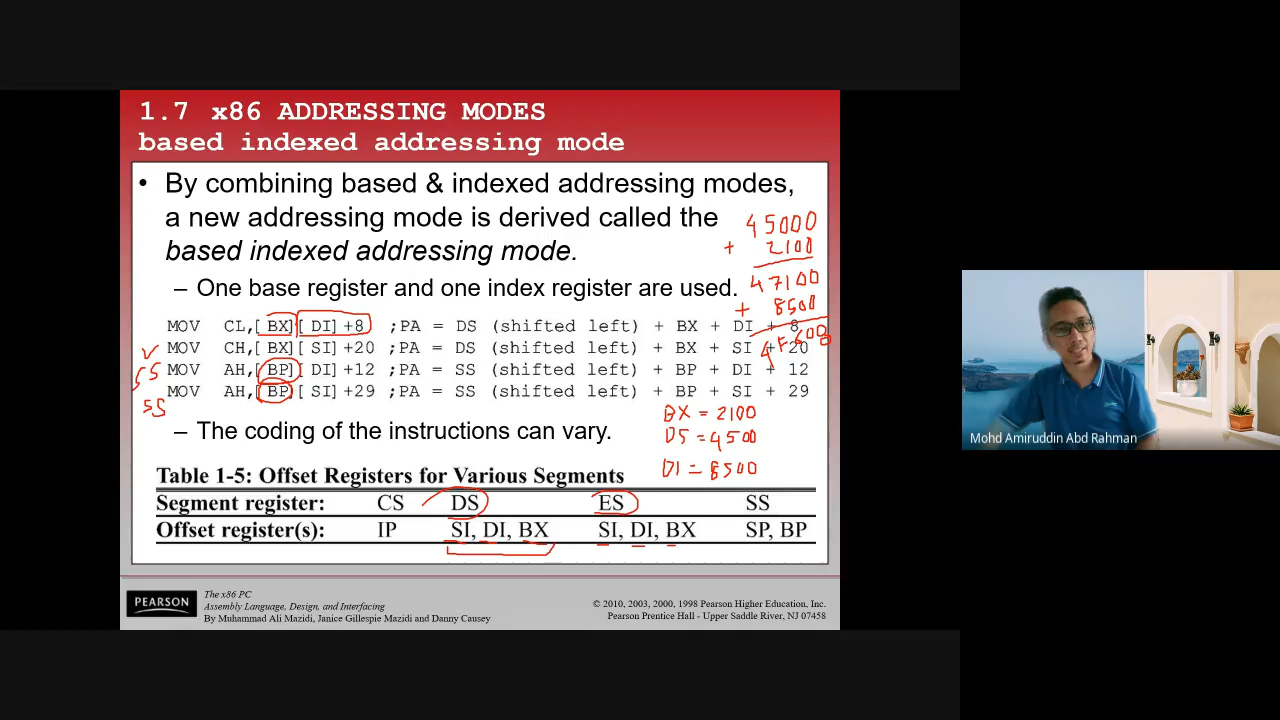 1.7 x86 ADDRESSING MODES
based indexed addressing mode
• By combining based & indexed addressing modes,
a new addressing mode is derived called the
based indexed addressing mode.
– One base register and one index register are used.
45000
+ 2100
47100
+ 8500
4F608
MOV CL,[BX][DI]+8 ;PA = DS (shifted left) + BX + DI + 8
MOV CH,[BX][SI]+20 ;PA = DS (shifted left) + BX + SI + 20
MOV AH,[BP][DI]+12 ;PA = SS (shifted left) + BP + DI + 12
MOV AH,[BP][SI]+29 ;PA = SS (shifted left) + BP + SI + 29
SS
SS
BX = 2100
DS = 4500
DI = 8500
– The coding of the instructions can vary.
Table 1-5: Offset Registers for Various Segments
Segment register: CS DS ES SS
Offset register(s): IP SI, DI, BX SI, DI, BX SP, BP
PEARSON
The x86 PC
Assembly Language, Design, and Interfacing
By Muhammad Ali Mazidi, Janice Gillespie Mazidi and Danny Causey
© 2010, 2003, 2000, 1998 Pearson Higher Education, Inc.
Pearson Prentice Hall - Upper Saddle River, NJ 07458
Mohd Amiruddin Abd Rahman